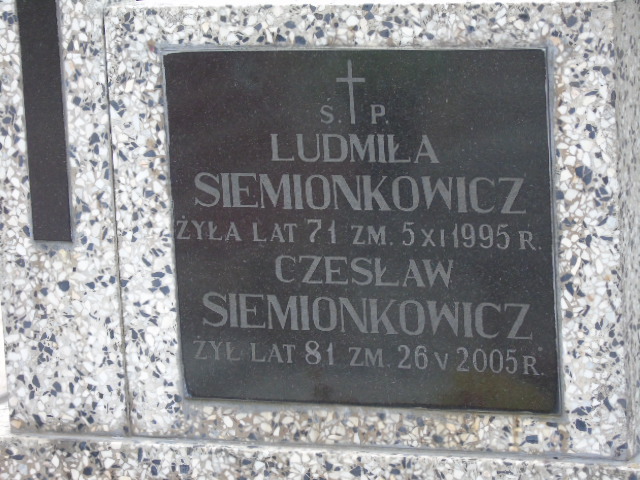 Ś. P.
LUDMIŁA
SIEMIONKOWICZ
ŻYŁA LAT 71 ZM. 5 XI 1995 R.
CZESŁAW
SIEMIONKOWICZ
ŻYŁ LAT 81 ZM. 26 V 2005 R.